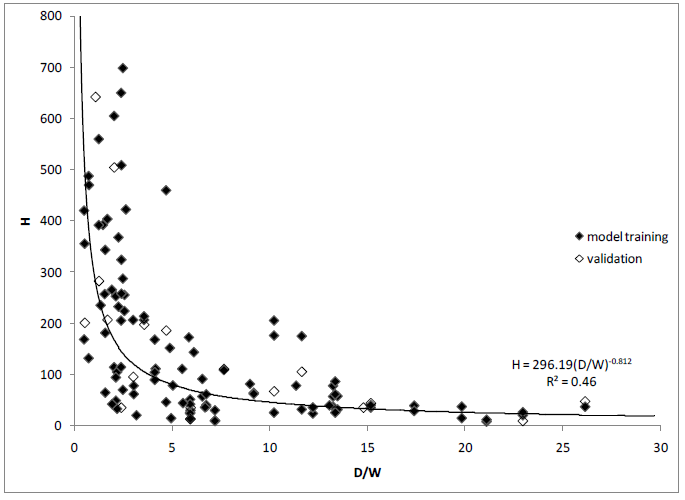 800
700
600
500
400
300
200
100
0
H
0 5 10 15 20 25 30
D/W
model training
validation
H = 296.19(D/W)^-0.812
R² = 0.46